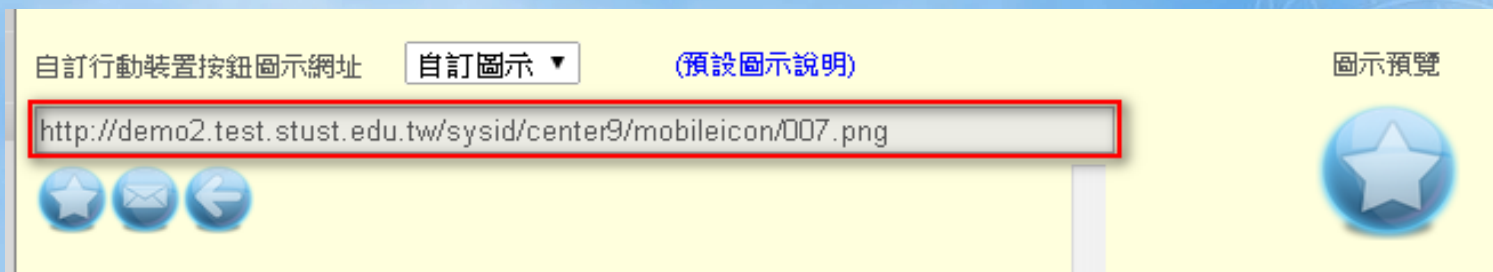 自訂行動裝置按鈕圖示網址 自訂圖示 ▼ (預設圖示說明) 圖示預覽
http://demo2.test.stust.edu.tw/sysid/center9/mobileicon/007.png